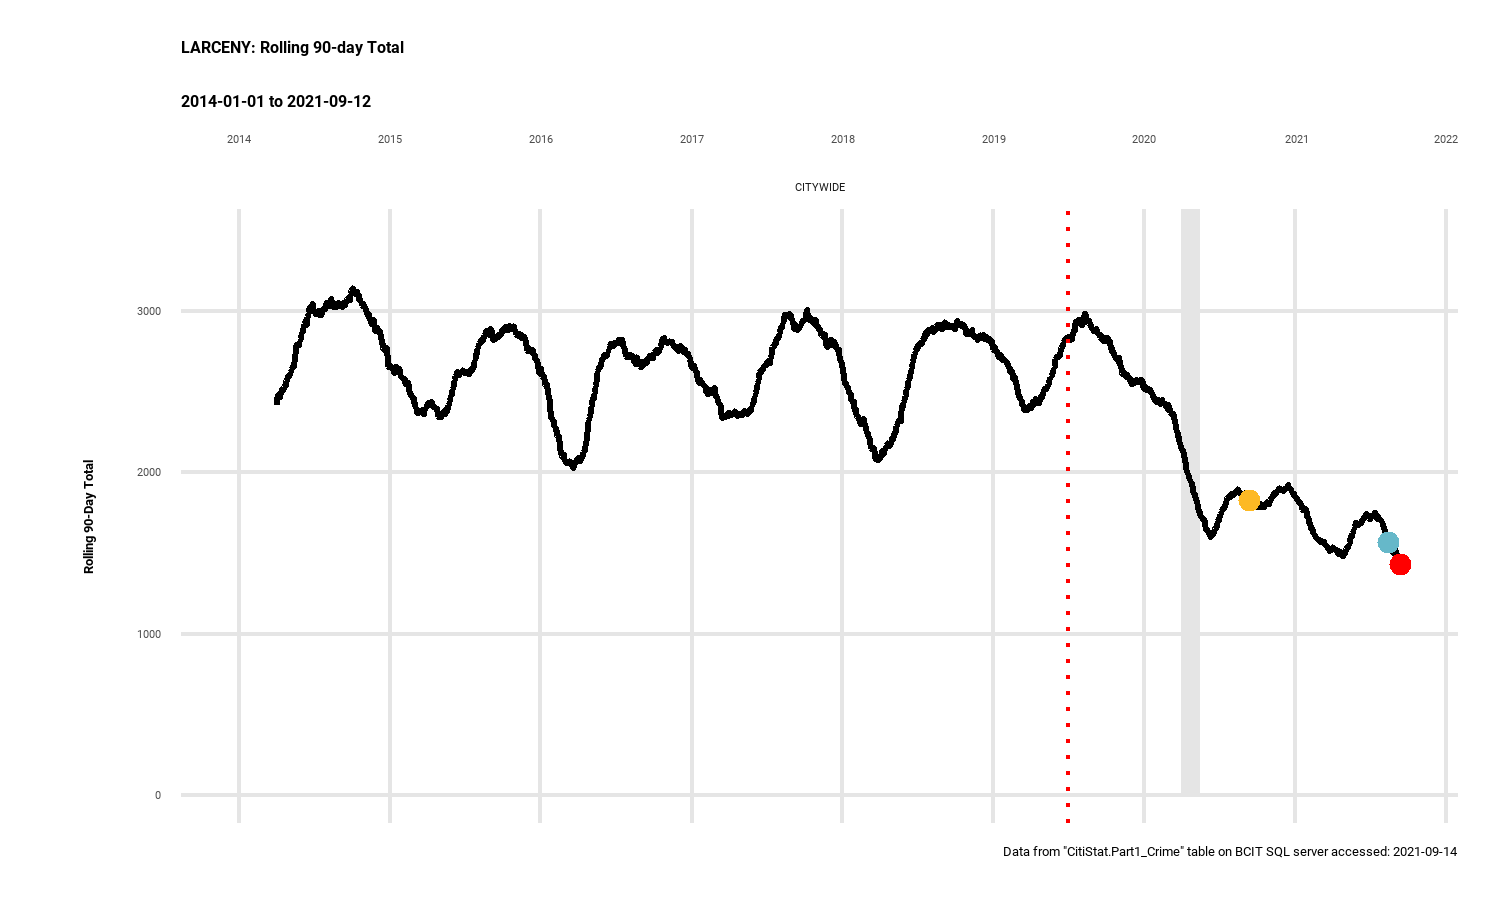 LARCENY: Rolling 90-day Total
2014-01-01 to 2021-09-12
2014 2015 2016 2017 2018 2019 2020 2021 2022
CITYWIDE
3000
2000
1000
0
Rolling 90-Day Total
Data from "CitiStat.Part1_Crime" table on BCIT SQL server accessed: 2021-09-14